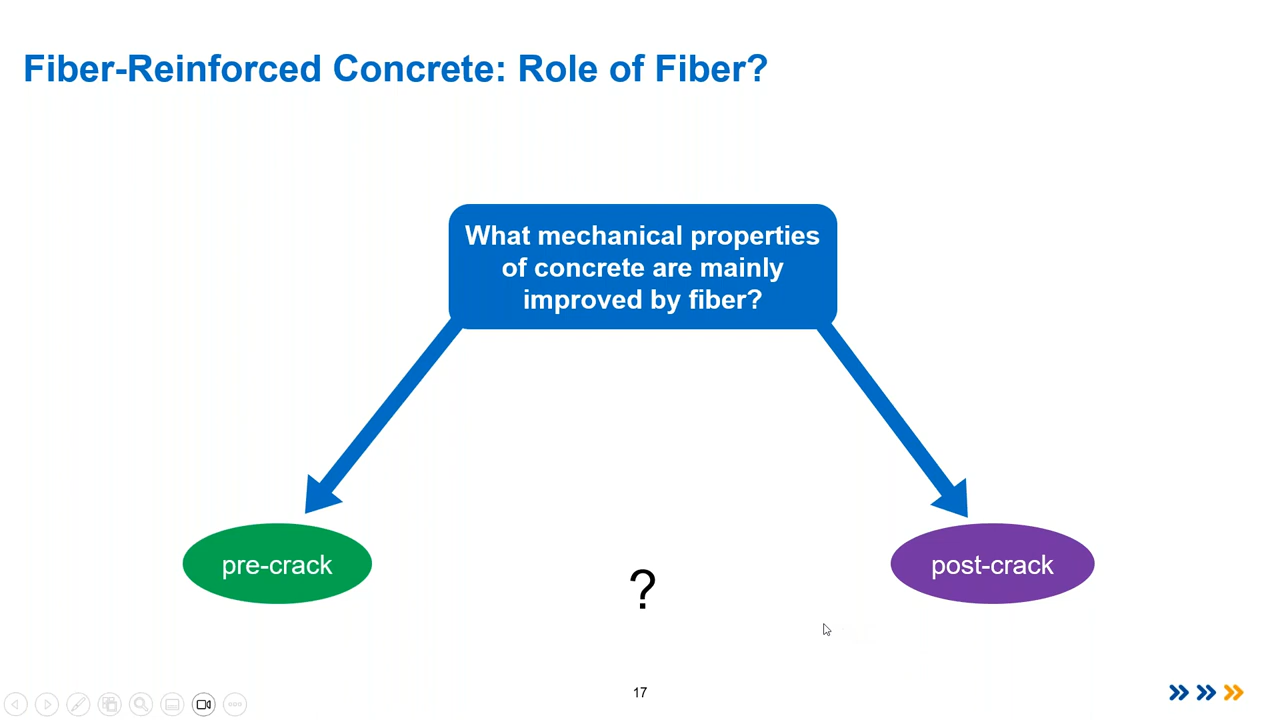 Fiber-Reinforced Concrete: Role of Fiber?
What mechanical properties
of concrete are mainly
improved by fiber?
pre-crack
?
post-crack
17